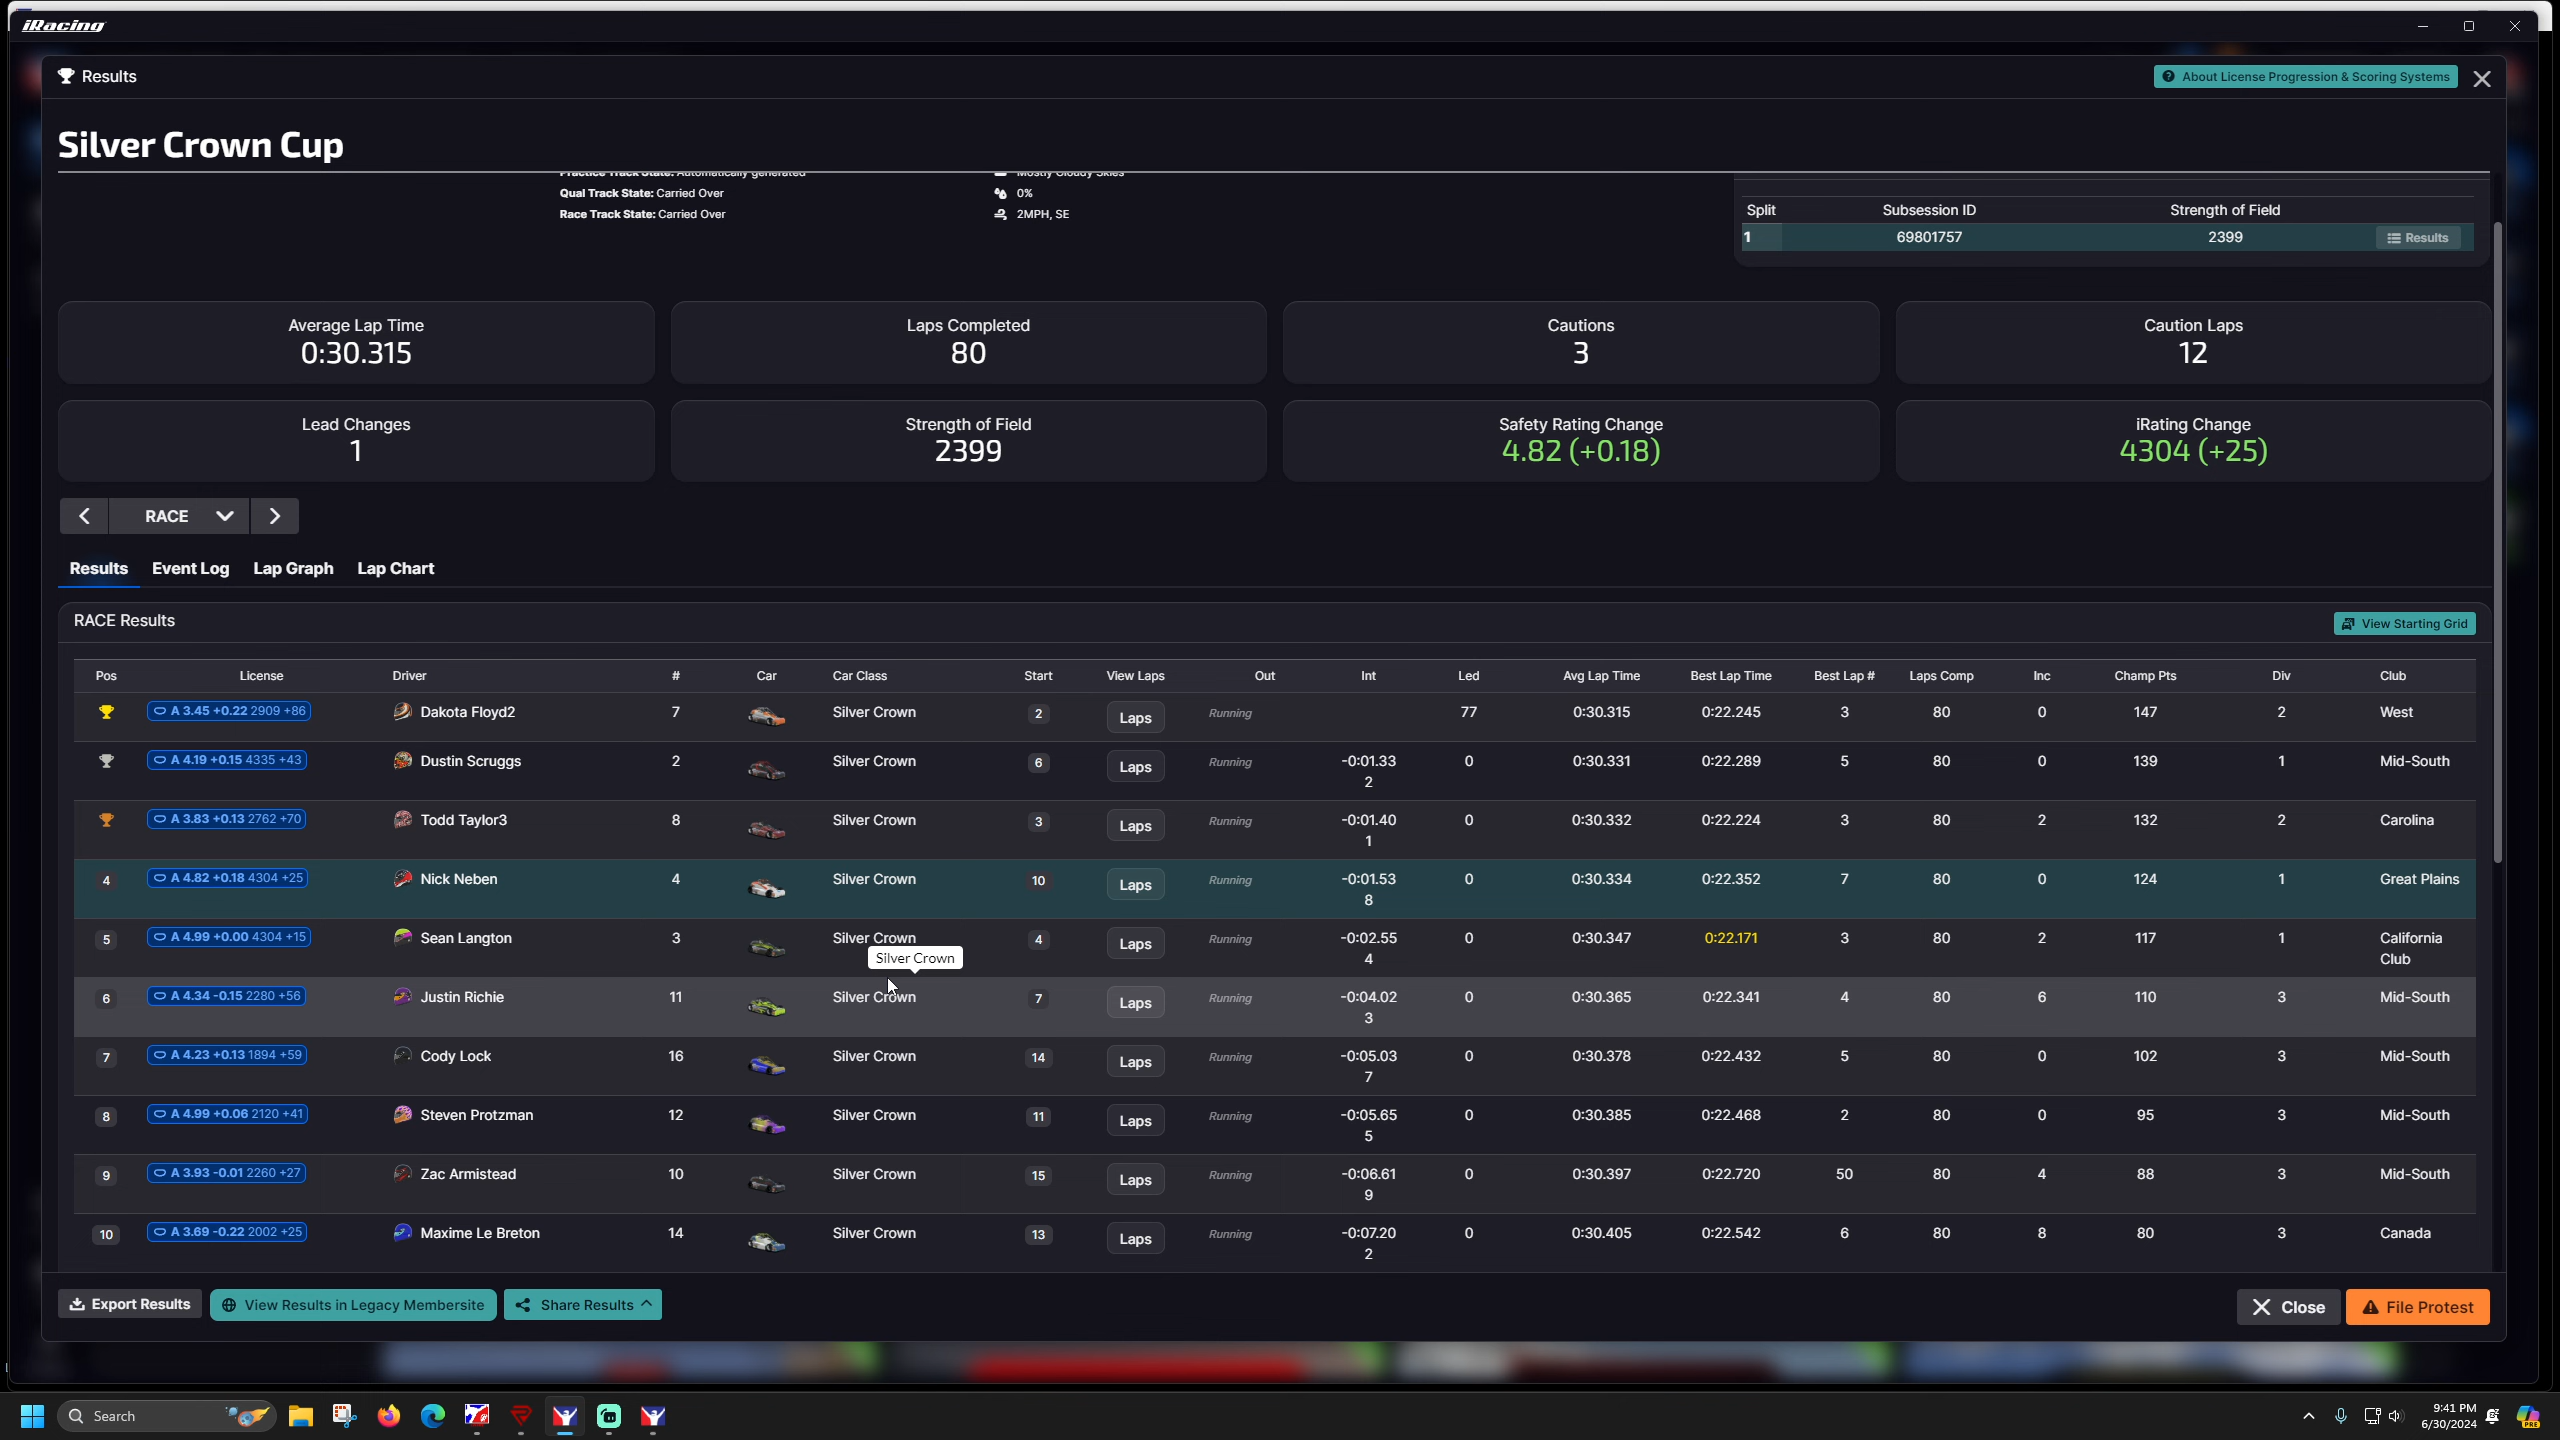 iRacing
Results
About License Progression & Scoring Systems
Silver Crown Cup
Practice Track State: Automatically generated
Mostly Cloudy Skies
Qual Track State: Carried Over
0%
Race Track State: Carried Over
2MPH, SE
Split Subsession ID Strength of Field
1 69801757 2399 Results
Average Lap Time Laps Completed Cautions Caution Laps
0:30.315 80 3 12
Lead Changes Strength of Field Safety Rating Change iRating Change
1 2399 4.82 (+0.18) 4304 (+25)
RACE
Results Event Log Lap Graph Lap Chart
RACE Results
View Starting Grid
Pos License Driver # Car Car Class Start View Laps Out Int Led Avg Lap Time Best Lap Time Best Lap # Laps Comp Inc Champ Pts Div Club
A 3.45 +0.22 2909 +86 Dakota Floyd2 7 Silver Crown 2 Laps Running 77 0:30.315 0:22.245 3 80 0 147 2 West
A 4.19 +0.15 4335 +43 Dustin Scruggs 2 Silver Crown 6 Laps Running -0:01.33 0 0:30.331 0:22.289 5 80 0 139 1 Mid-South
2
A 3.83 +0.13 2762 +70 Todd Taylor3 8 Silver Crown 3 Laps Running -0:01.40 0 0:30.332 0:22.224 3 80 2 132 2 Carolina
1
4 A 4.82 +0.18 4304 +25 Nick Neben 4 Silver Crown 10 Laps Running -0:01.53 0 0:30.334 0:22.352 7 80 0 124 1 Great Plains
8
5 A 4.99 +0.00 4304 +15 Sean Langton 3 Silver Crown 4 Laps Running -0:02.55 0 0:30.347 0:22.171 3 80 2 117 1 California
Silver Crown
4 Club
6 A 4.34 -0.15 2280 +56 Justin Richie 11 Silver Crown 7 Laps Running -0:04.02 0 0:30.365 0:22.341 4 80 6 110 3 Mid-South
3
7 A 4.23 +0.13 1894 +59 Cody Lock 16 Silver Crown 14 Laps Running -0:05.03 0 0:30.378 0:22.432 5 80 0 102 3 Mid-South
7
8 A 4.99 +0.06 2120 +41 Steven Protzman 12 Silver Crown 11 Laps Running -0:05.65 0 0:30.385 0:22.468 2 80 0 95 3 Mid-South
5
9 A 3.93 -0.01 2260 +27 Zac Armistead 10 Silver Crown 15 Laps Running -0:06.61 0 0:30.397 0:22.720 50 80 4 88 3 Mid-South
9
10 A 3.69 -0.22 2002 +25 Maxime Le Breton 14 Silver Crown 13 Laps Running -0:07.20 0 0:30.405 0:22.542 6 80 8 80 3 Canada
2
Export Results View Results in Legacy Membersite Share Results Close File Protest
Search
9:41 PM
6/30/2024
PRE